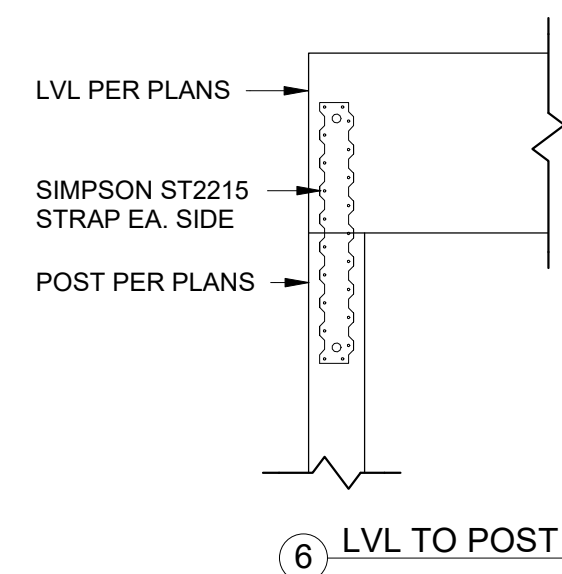 LVL PER PLANS
SIMPSON ST2215
STRAP EA. SIDE
POST PER PLANS
6 LVL TO POST